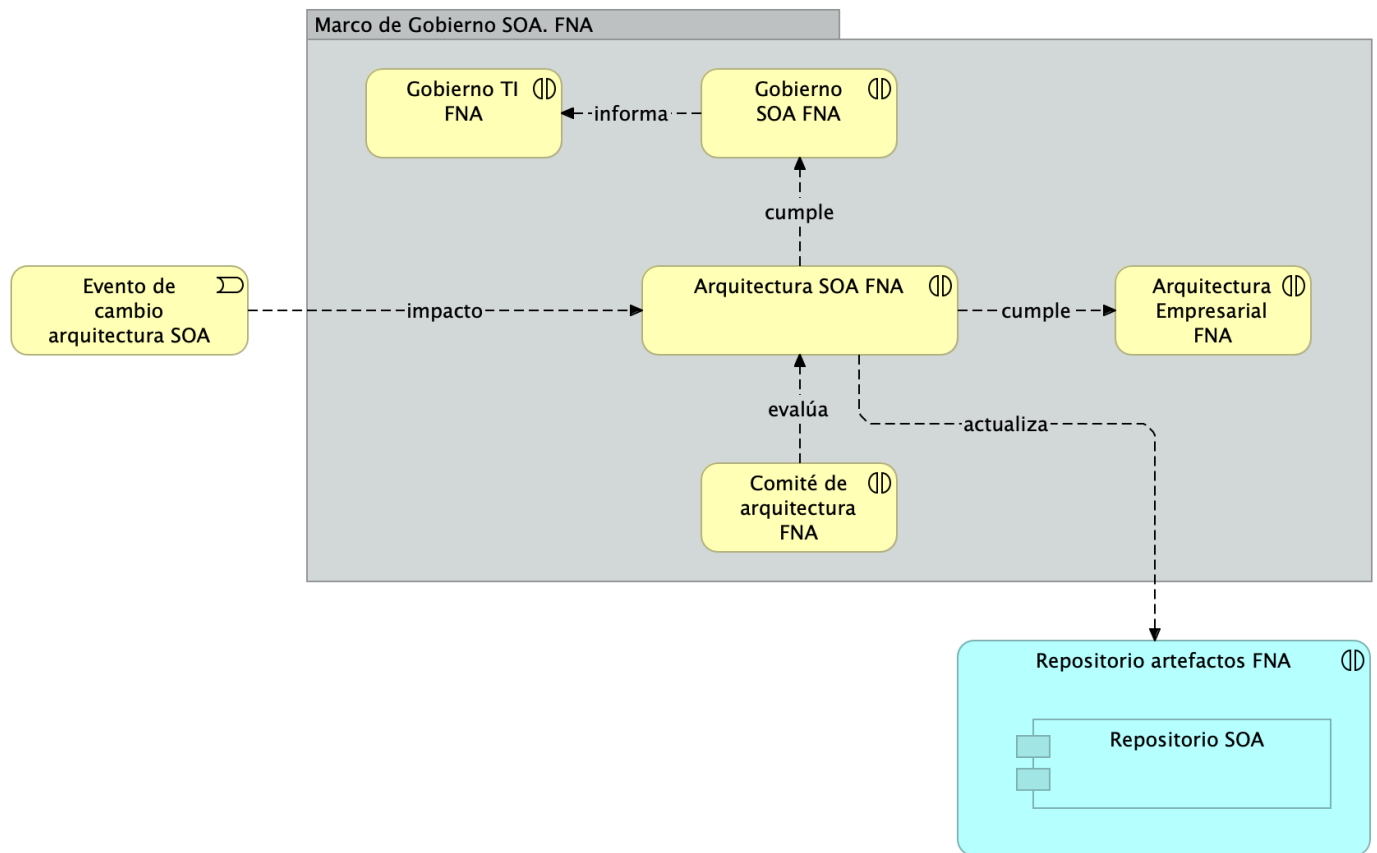 Marco de Gobierno SOA. FNA
Gobierno TI
FNA
informa
Gobierno
SOA FNA
cumple
Evento de
cambio
arquitectura SOA
impacto
Arquitectura SOA FNA
cumple
Arquitectura
Empresarial
FNA
evalúa
actualiza
Comité de
arquitectura
FNA
Repositorio artefactos FNA
Repositorio SOA